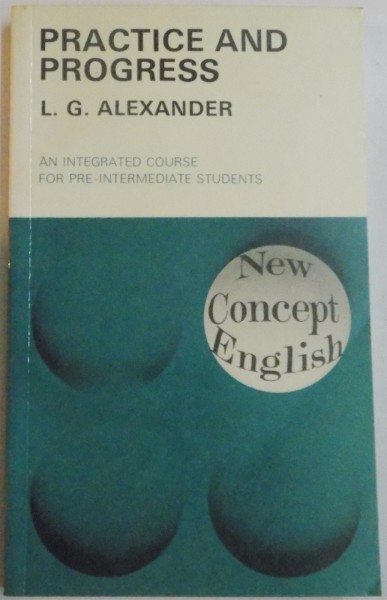 PRACTICE AND
PROGRESS
L. G. ALEXANDER
AN INTEGRATED COURSE
FOR PRE-INTERMEDIATE STUDENTS
New
Concept
English